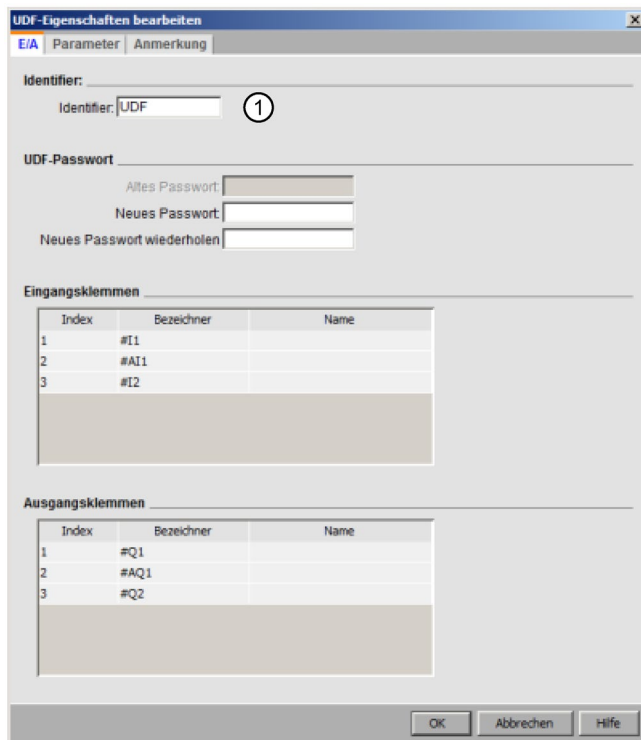 UDF-Eigenschaften bearbeiten
E/A Parameter Anmerkung
Identifier:
Identifier: UDF 1
UDF-Passwort
Altes Passwort:
Neues Passwort:
Neues Passwort wiederholen
Eingangsklemmen
Index Bezeichner Name
1 #I1
2 #AI1
3 #I2
Ausgangsklemmen
Index Bezeichner Name
1 #Q1
2 #AQ1
3 #Q2
OK Abbrechen Hilfe